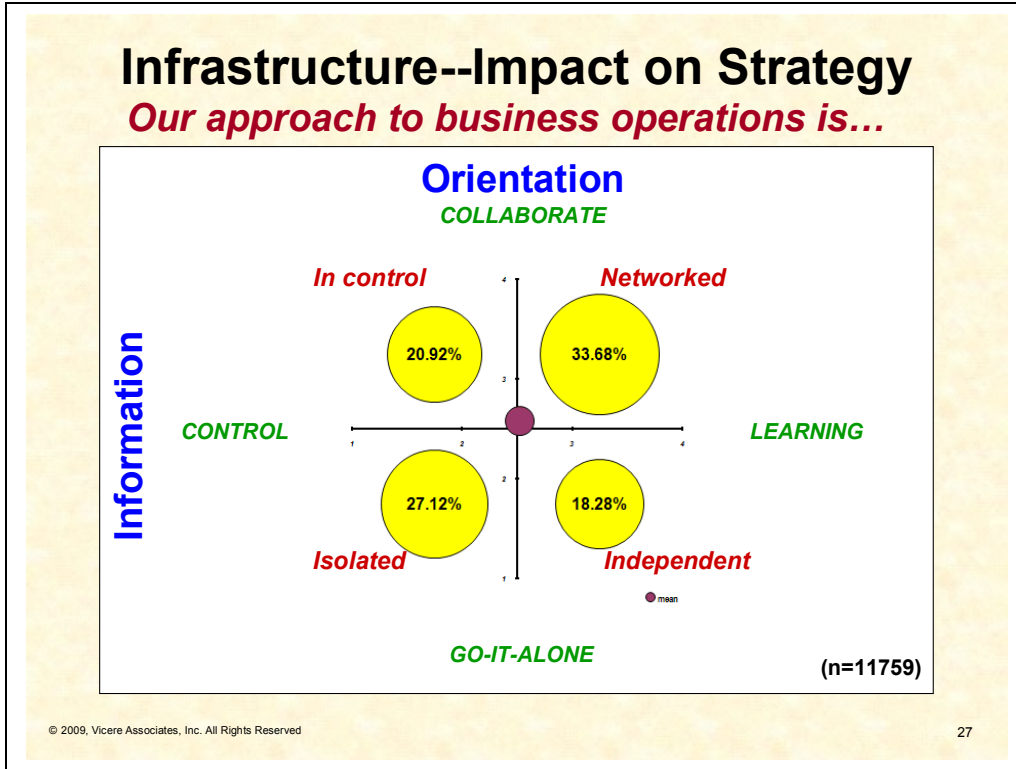 Infrastructure--Impact on Strategy
Our approach to business operations is…
Orientation
COLLABORATE
In control
4
Networked
20.92%
33.68%
3
Information
CONTROL
1
2
3
4
LEARNING
2
27.12%
18.28%
Isolated
1
Independent
mean
GO-IT-ALONE
(n=11759)
© 2009, Vicere Associates, Inc. All Rights Reserved
27